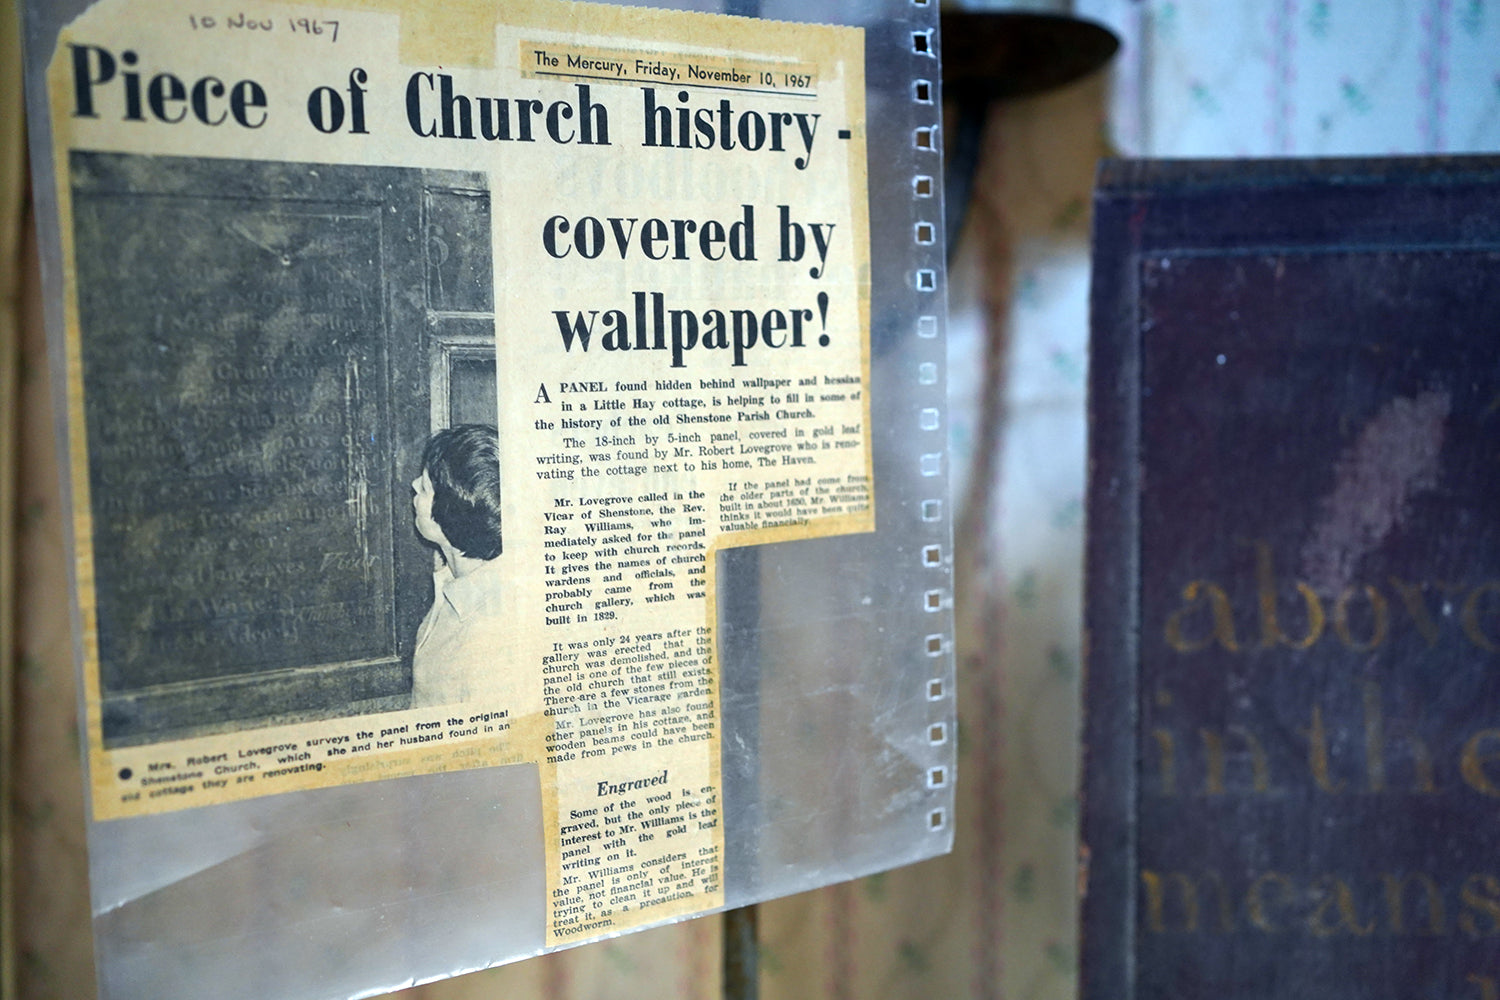 10 Nov 1967
The Mercury, Friday, November 10, 1967
Piece of Church history -
covered by
wallpaper!
A PANEL found hidden behind wallpaper and hessian
in a Little Hay cottage, is helping to fill in some of
the history of the old Shenstone Parish Church.
The 18-inch by 5-inch panel, covered in gold leaf
writing, was found by Mr. Robert Lovegrove who is reno-
vating the cottage next to his home, The Haven.
Mr. Lovegrove called in the
Vicar of Shenstone, the Rev.
Ray Williams, who im-
mediately asked for the panel
to keep with church records.
It gives the names of church
wardens and officials, and
probably came from the
church gallery, which was
built in 1829.
It was only 24 years after the
gallery was erected that the
church was demolished, and the
panel is one of the few pieces of
the old church that still exists.
There are a few stones from the
church in the Vicarage garden.
Mr. Lovegrove has also found
other panels in his cottage, and
wooden beams could have been
made from pews in the church.
Engraved
Some of the wood is en-
graved, but the only piece of
interest to Mr. Williams is the
panel with the gold leaf
writing on it.
Mr. Williams considers that
the panel is only of interest
value, not financial value. He is
trying to clean it up and will
treat it, as a precaution, for
Woodworm.
If the panel had come from
the older parts of the church,
built in about 1650, Mr. Williams
thinks it would have been quite
valuable financially.
Mrs. Robert Lovegrove surveys the panel from the original
Shenstone Church, which she and her husband found in an
old cottage they are renovating.
above
in the
means